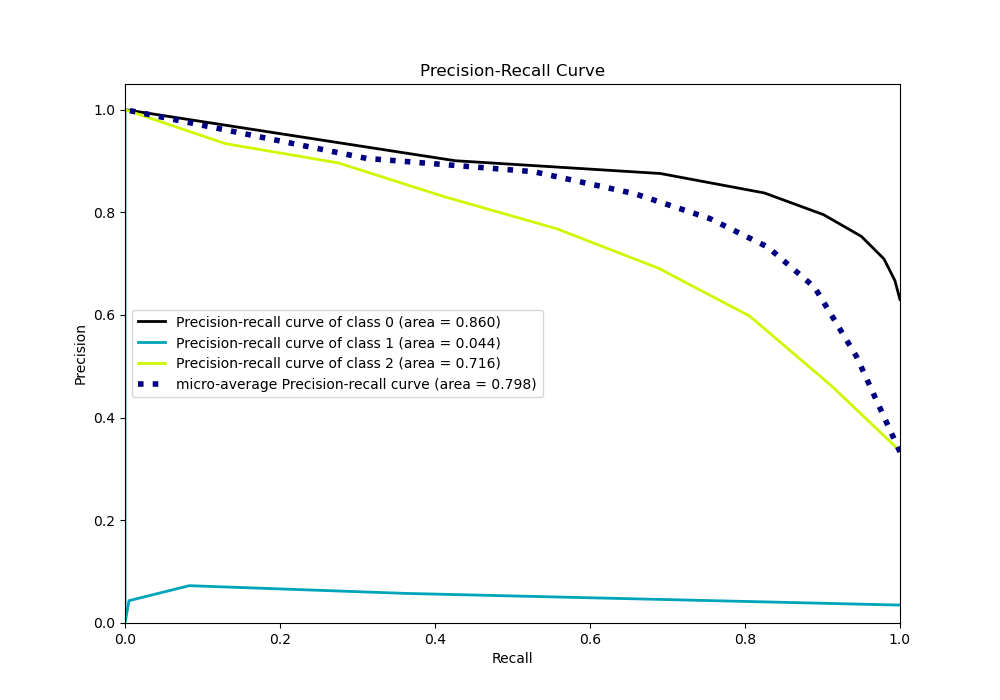 Precision-Recall Curve
1.0
0.8
0.6
0.4
0.2
0.0
Precision
Precision-recall curve of class 0 (area = 0.860)
Precision-recall curve of class 1 (area = 0.044)
Precision-recall curve of class 2 (area = 0.716)
micro-average Precision-recall curve (area = 0.798)
0.0 0.2 0.4 0.6 0.8 1.0
Recall